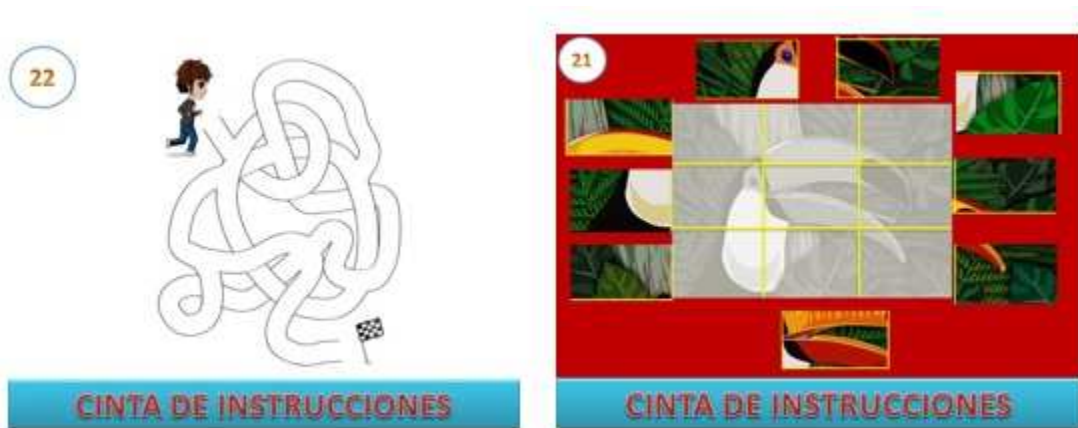 22
CINTA DE INSTRUCCIONES
21
CINTA DE INSTRUCCIONES